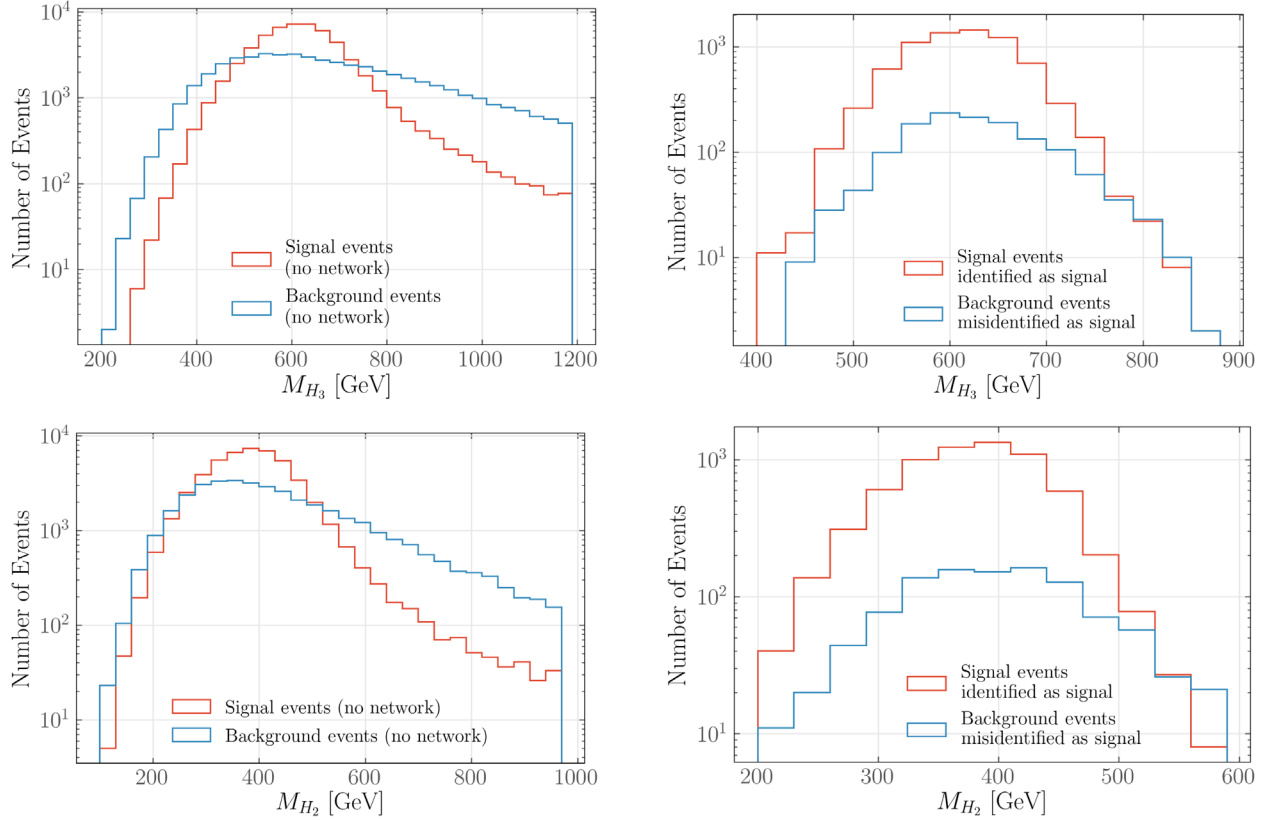 10^4
10^3
10^2
10^1
Number of Events
Signal events
(no network)
Background events
(no network)
200 400 600 800 1000 1200
M_{H_3} [GeV]
10^3
10^2
10^1
Number of Events
Signal events
identified as signal
Background events
misidentified as signal
400 500 600 700 800 900
M_{H_3} [GeV]
10^4
10^3
10^2
10^1
Number of Events
Signal events (no network)
Background events (no network)
200 400 600 800 1000
M_{H_2} [GeV]
10^3
10^2
10^1
Number of Events
Signal events
identified as signal
Background events
misidentified as signal
200 300 400 500 600
M_{H_2} [GeV]